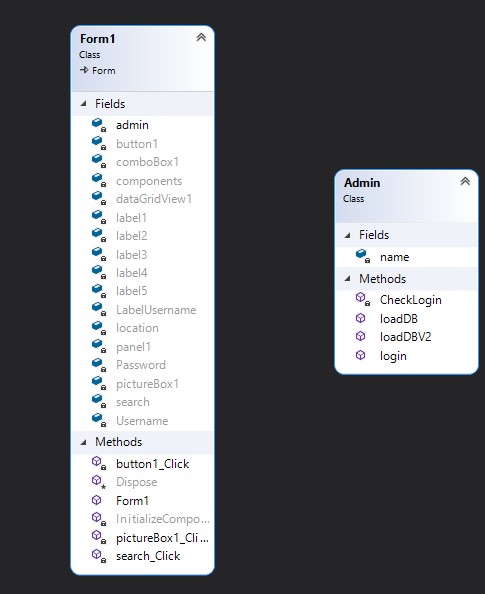 Form1
Class
Form
Fields
admin
button1
comboBox1
components
dataGridView1
label1
label2
label3
label4
label5
LabelUsername
location
panel1
Password
pictureBox1
search
Username
Methods
button1_Click
Dispose
Form1
InitializeCompo...
pictureBox1_Cli...
search_Click
Admin
Class
Fields
name
Methods
CheckLogin
loadDB
loadDBV2
login